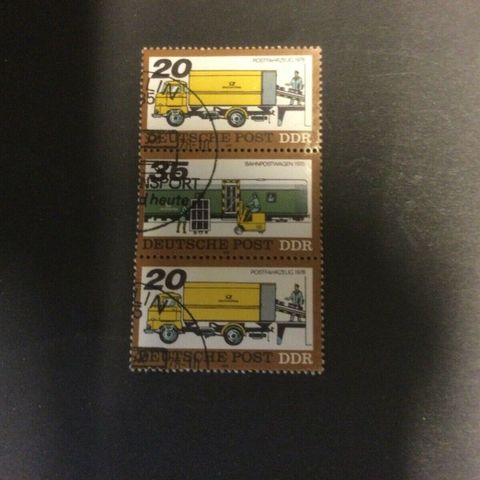 20
POSTFAHRZEUG 1978
DEUTSCHE POST DDR
35
BAHNPOSTWAGEN 1978
NSPORT
d heute
DEUTSCHE POST DDR
20
POSTFAHRZEUG 1978
DEUTSCHE POST DDR